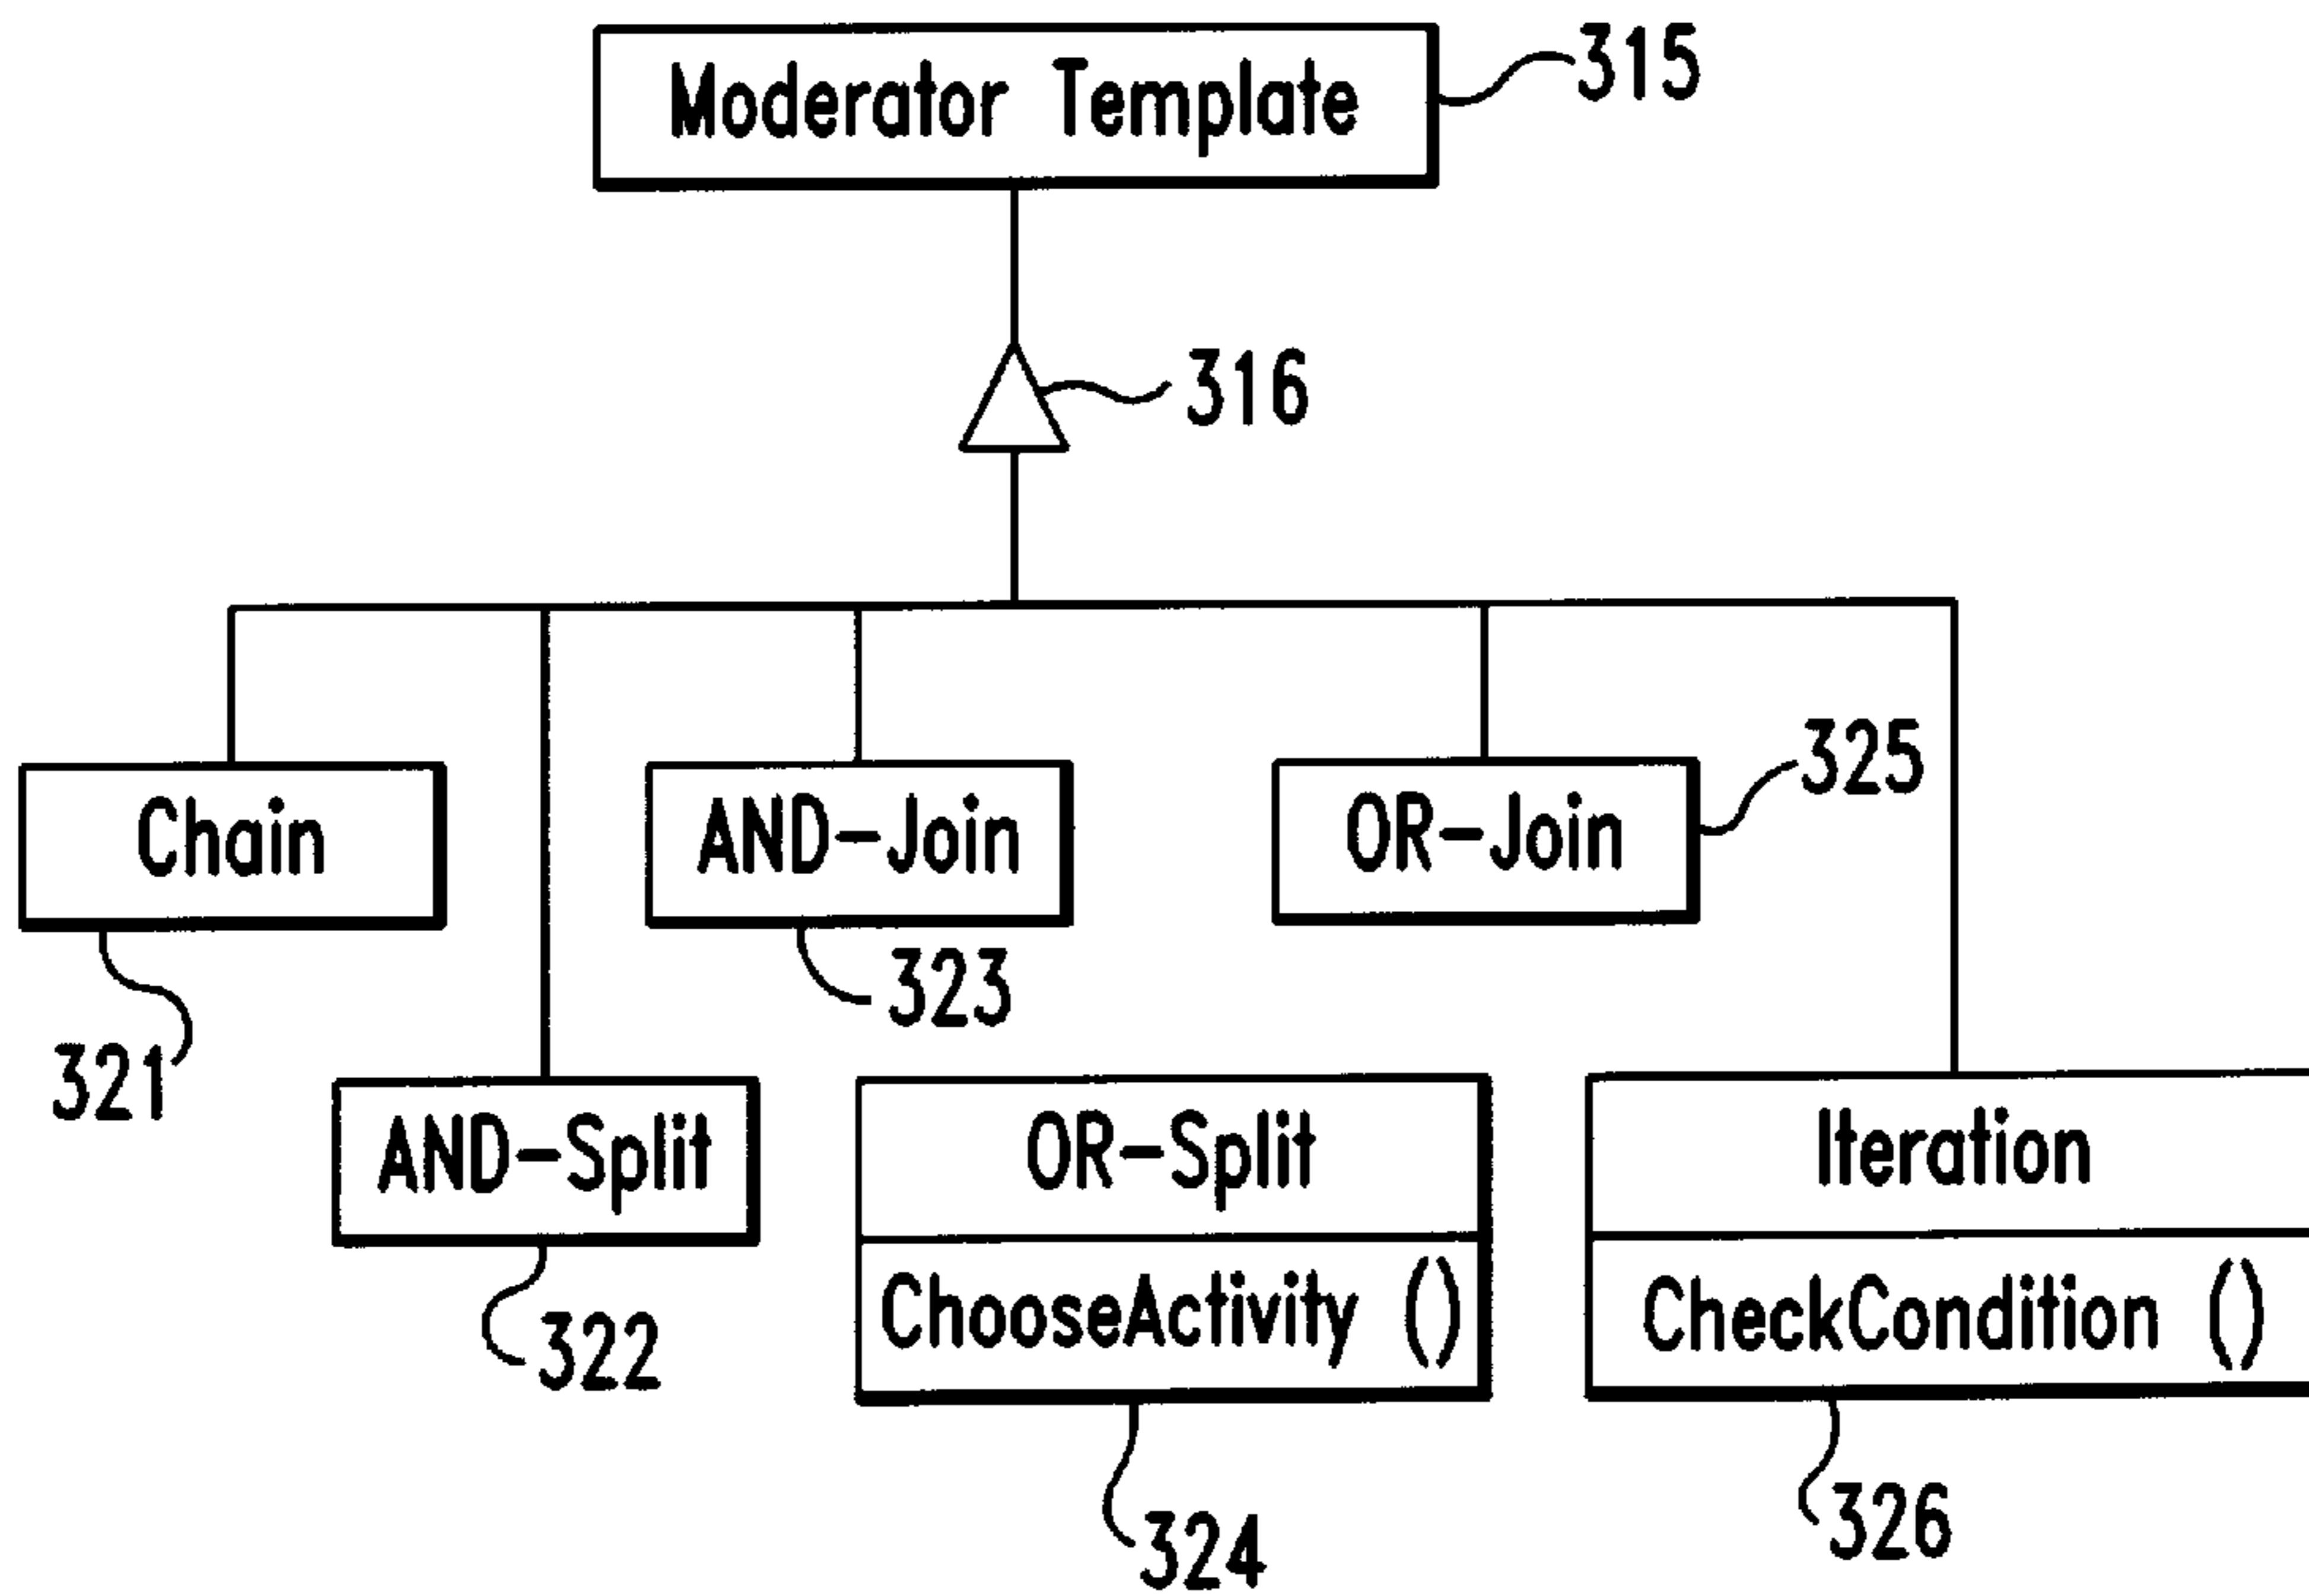 Moderator Template
315
316
325
Chain
AND-Join
OR-Join
323
321
AND-Split
OR-Split
Iteration
ChooseActivity ()
CheckCondition ()
322
324
326